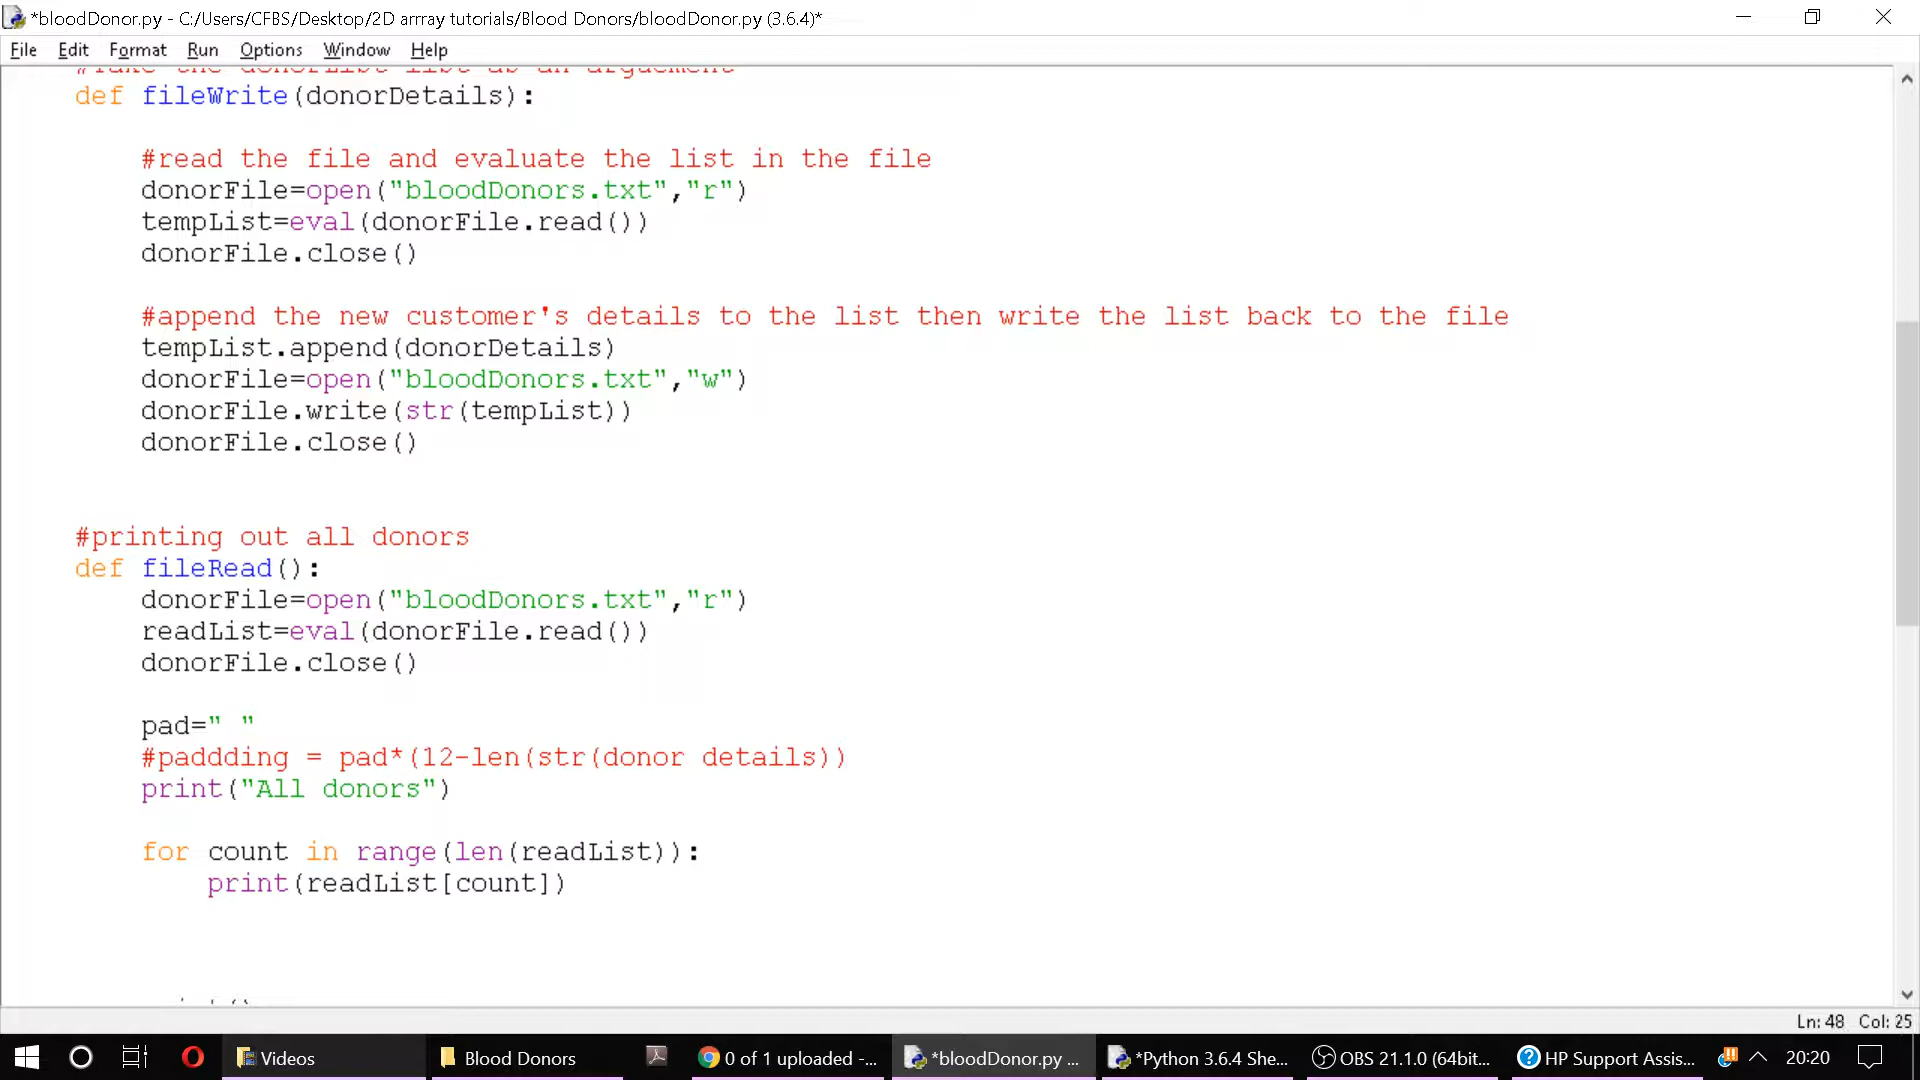 *bloodDonor.py - C:/Users/CFBS/Desktop/2D arrray tutorials/Blood Donors/bloodDonor.py (3.6.4)*
File Edit Format Run Options Window Help
#Take the donorList list as an arguement
def fileWrite(donorDetails):
#read the file and evaluate the list in the file
donorFile=open("bloodDonors.txt","r")
tempList=eval(donorFile.read())
donorFile.close()
#append the new customer's details to the list then write the list back to the file
tempList.append(donorDetails)
donorFile=open("bloodDonors.txt","w")
donorFile.write(str(tempList))
donorFile.close()
#printing out all donors
def fileRead():
donorFile=open("bloodDonors.txt","r")
readList=eval(donorFile.read())
donorFile.close()
pad=" "
#paddding = pad*(12-len(str(donor details))
print("All donors")
for count in range(len(readList)):
print(readList[count])
Ln: 48 Col: 25
Videos Blood Donors 0 of 1 uploaded -... *bloodDonor.py ... *Python 3.6.4 She... OBS 21.1.0 (64bit... HP Support Assis... 20:20